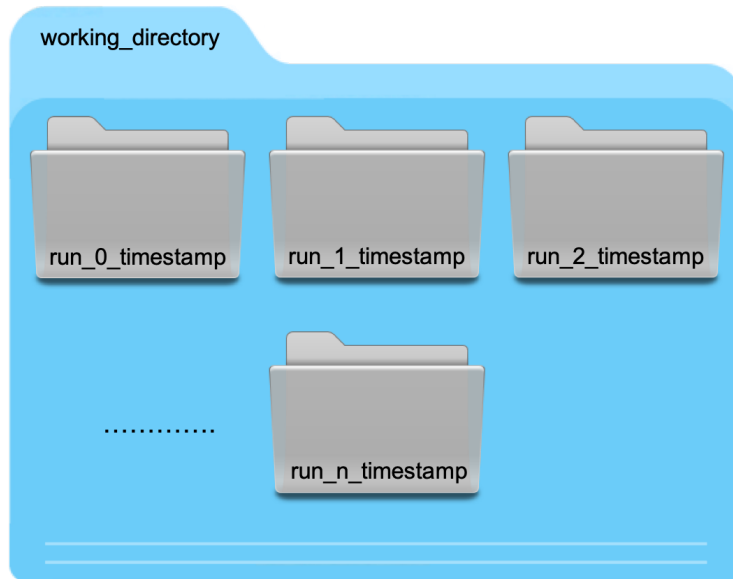 working_directory
run_0_timestamp
run_1_timestamp
run_2_timestamp
.............
run_n_timestamp